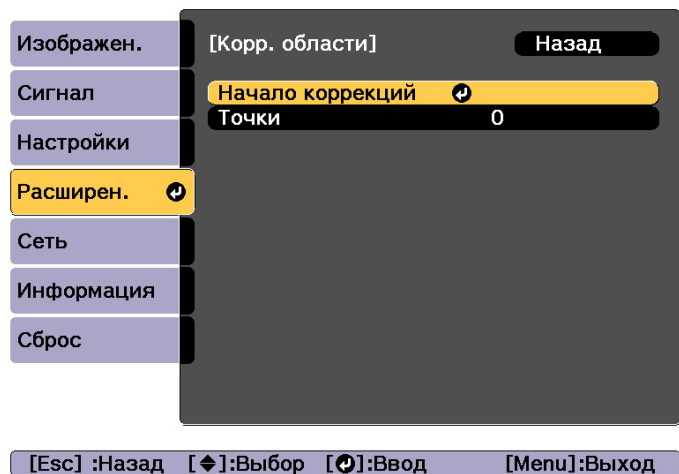 Изображен.
Сигнал
Настройки
Расширен.
Сеть
Информация
Сброс
[Корр. области] Назад
Начало коррекций
Точки 0
[Esc] :Назад [◆]:Выбор [⏎]:Ввод [Menu]:Выход